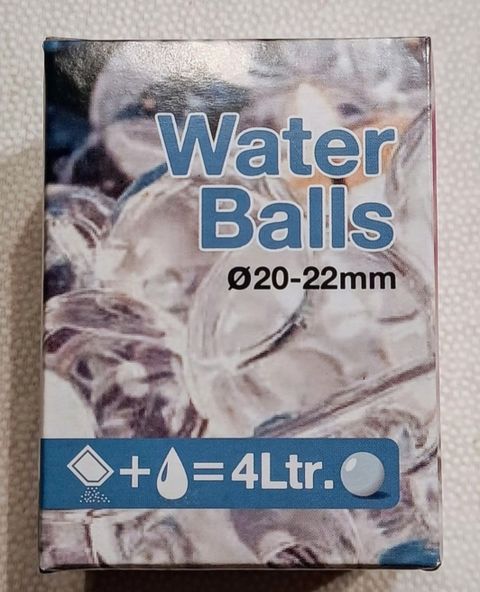 Water
Balls
Ø20-22mm
+ = 4Ltr.